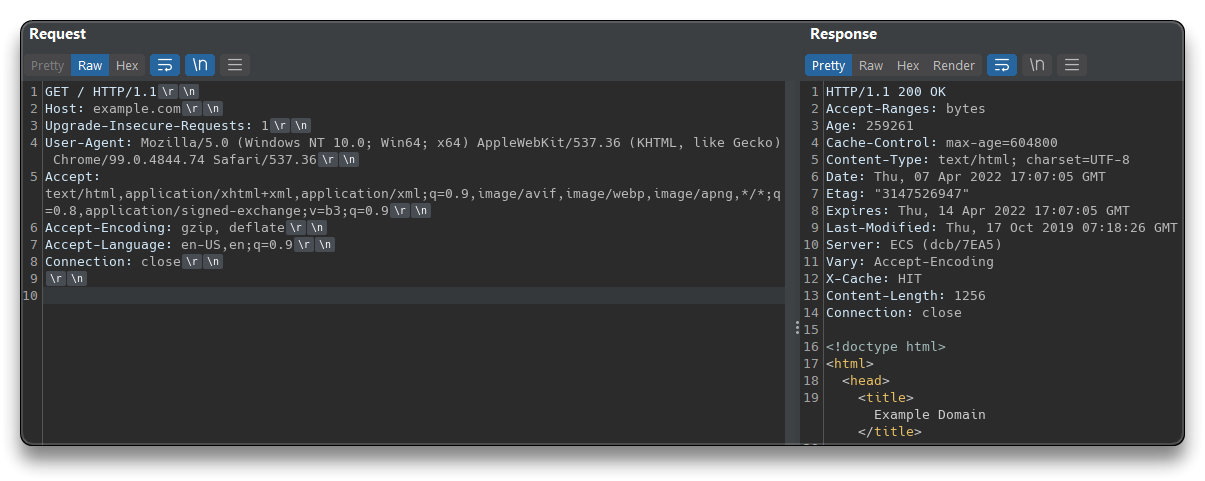 Request
Pretty Raw Hex \n
1 GET / HTTP/1.1\r \n
2 Host: example.com\r \n
3 Upgrade-Insecure-Requests: 1\r \n
4 User-Agent: Mozilla/5.0 (Windows NT 10.0; Win64; x64) AppleWebKit/537.36 (KHTML, like Gecko)
Chrome/99.0.4844.74 Safari/537.36\r \n
5 Accept:
text/html,application/xhtml+xml,application/xml;q=0.9,image/avif,image/webp,image/apng,*/*;q
=0.8,application/signed-exchange;v=b3;q=0.9\r \n
6 Accept-Encoding: gzip, deflate\r \n
7 Accept-Language: en-US,en;q=0.9\r \n
8 Connection: close\r \n
9 \r \n
10
Response
Pretty Raw Hex Render \n
1 HTTP/1.1 200 OK
2 Accept-Ranges: bytes
3 Age: 259261
4 Cache-Control: max-age=604800
5 Content-Type: text/html; charset=UTF-8
6 Date: Thu, 07 Apr 2022 17:07:05 GMT
7 Etag: "3147526947"
8 Expires: Thu, 14 Apr 2022 17:07:05 GMT
9 Last-Modified: Thu, 17 Oct 2019 07:18:26 GMT
10 Server: ECS (dcb/7EA5)
11 Vary: Accept-Encoding
12 X-Cache: HIT
13 Content-Length: 1256
14 Connection: close
15
16 <!doctype html>
17 <html>
18 <head>
19 <title>
Example Domain
</title>